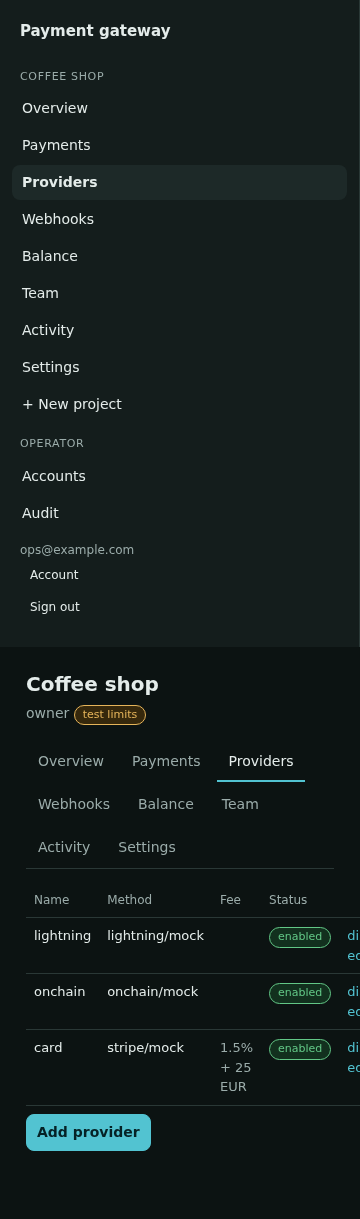 Payment gateway
COFFEE SHOP
Overview
Payments
Providers
Webhooks
Balance
Team
Activity
Settings
+ New project
OPERATOR
Accounts
Audit
ops@example.com
Account
Sign out
Coffee shop
owner test limits
Overview Payments Providers
Webhooks Balance Team
Activity Settings
Name Method Fee Status
lightning lightning/mock enabled
onchain onchain/mock enabled
card stripe/mock 1.5% enabled
+ 25
EUR
Add provider